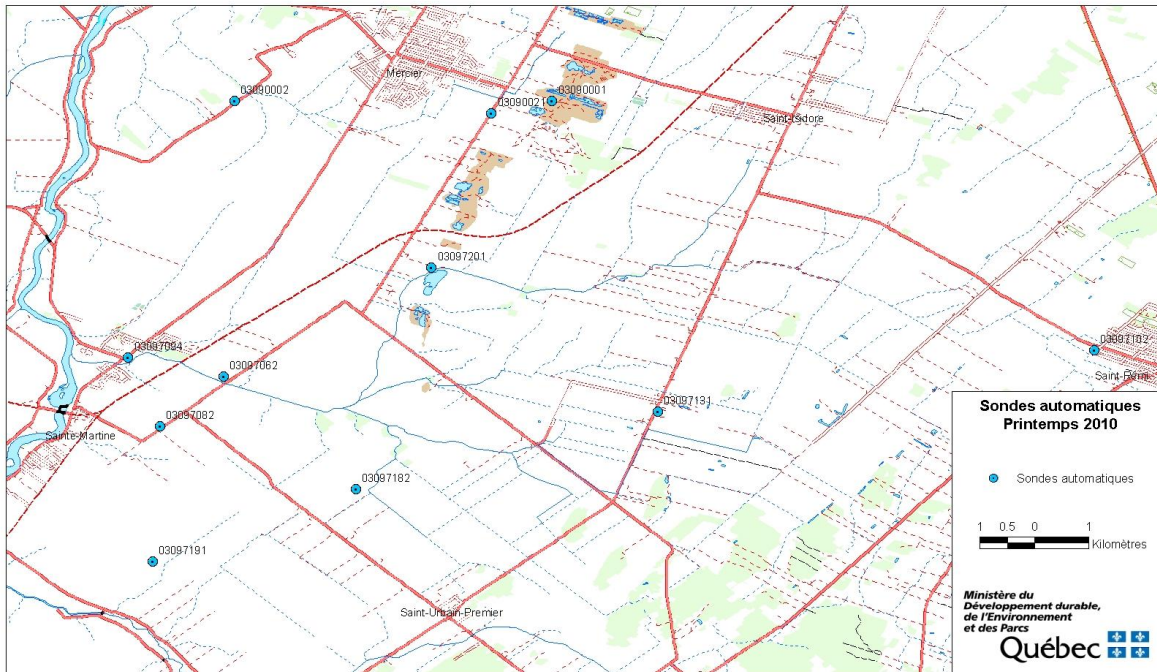 Mercier
03090002
03090021
03090001
Saint-Isidore
03097201
03097094
03097062
03097082
Sainte-Martine
03097182
03097131
03097102
Saint-Rémi
03097191
Saint-Urbain-Premier
Sondes automatiques
Printemps 2010
Sondes automatiques
1 0.5 0 1
Kilomètres
Ministère du
Développement durable,
de l'Environnement
et des Parcs
Québec